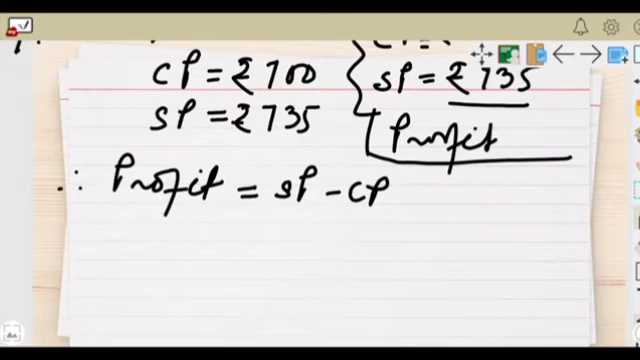 CP = ₹ 700
SP = ₹ 735
SP = ₹ 735
Profit
∴ Profit = SP - CP